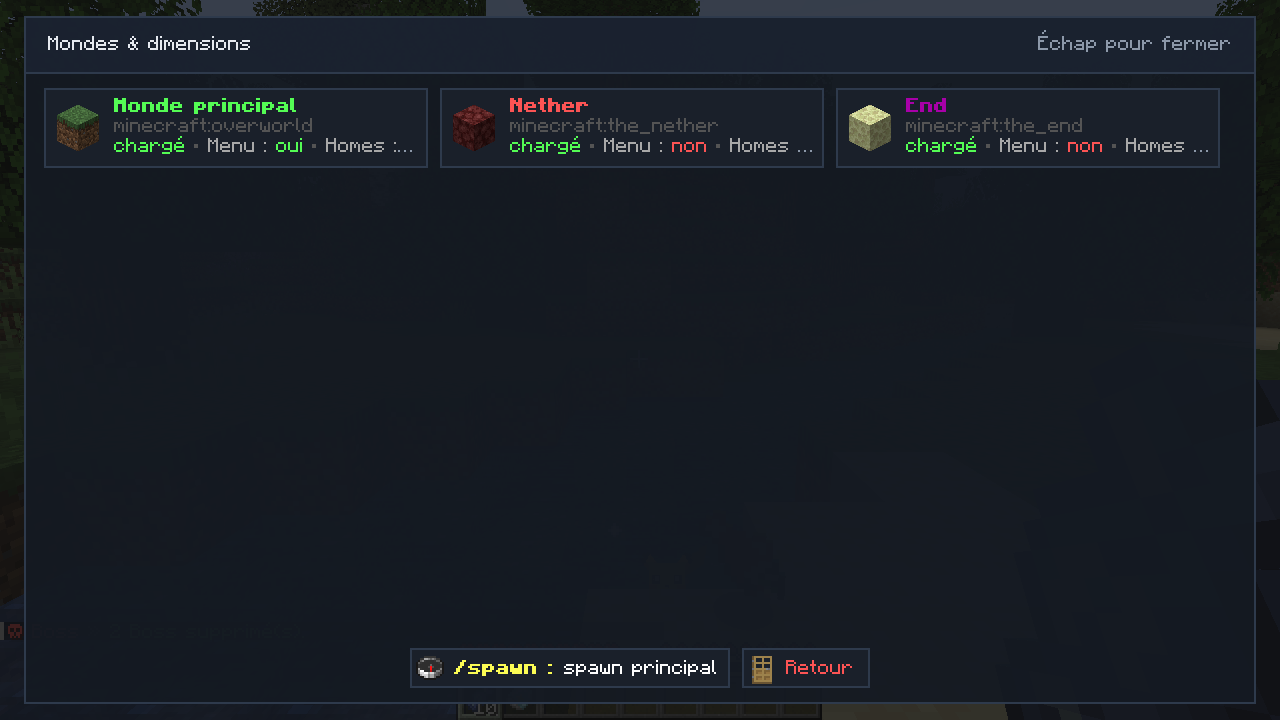 Mondes & dimensions
Échap pour fermer
Monde principal
minecraft:overworld
chargé • Menu : oui • Homes :...
Nether
minecraft:the_nether
chargé • Menu : non • Homes ...
End
minecraft:the_end
chargé • Menu : non • Homes ...
/spawn : spawn principal
Retour
10